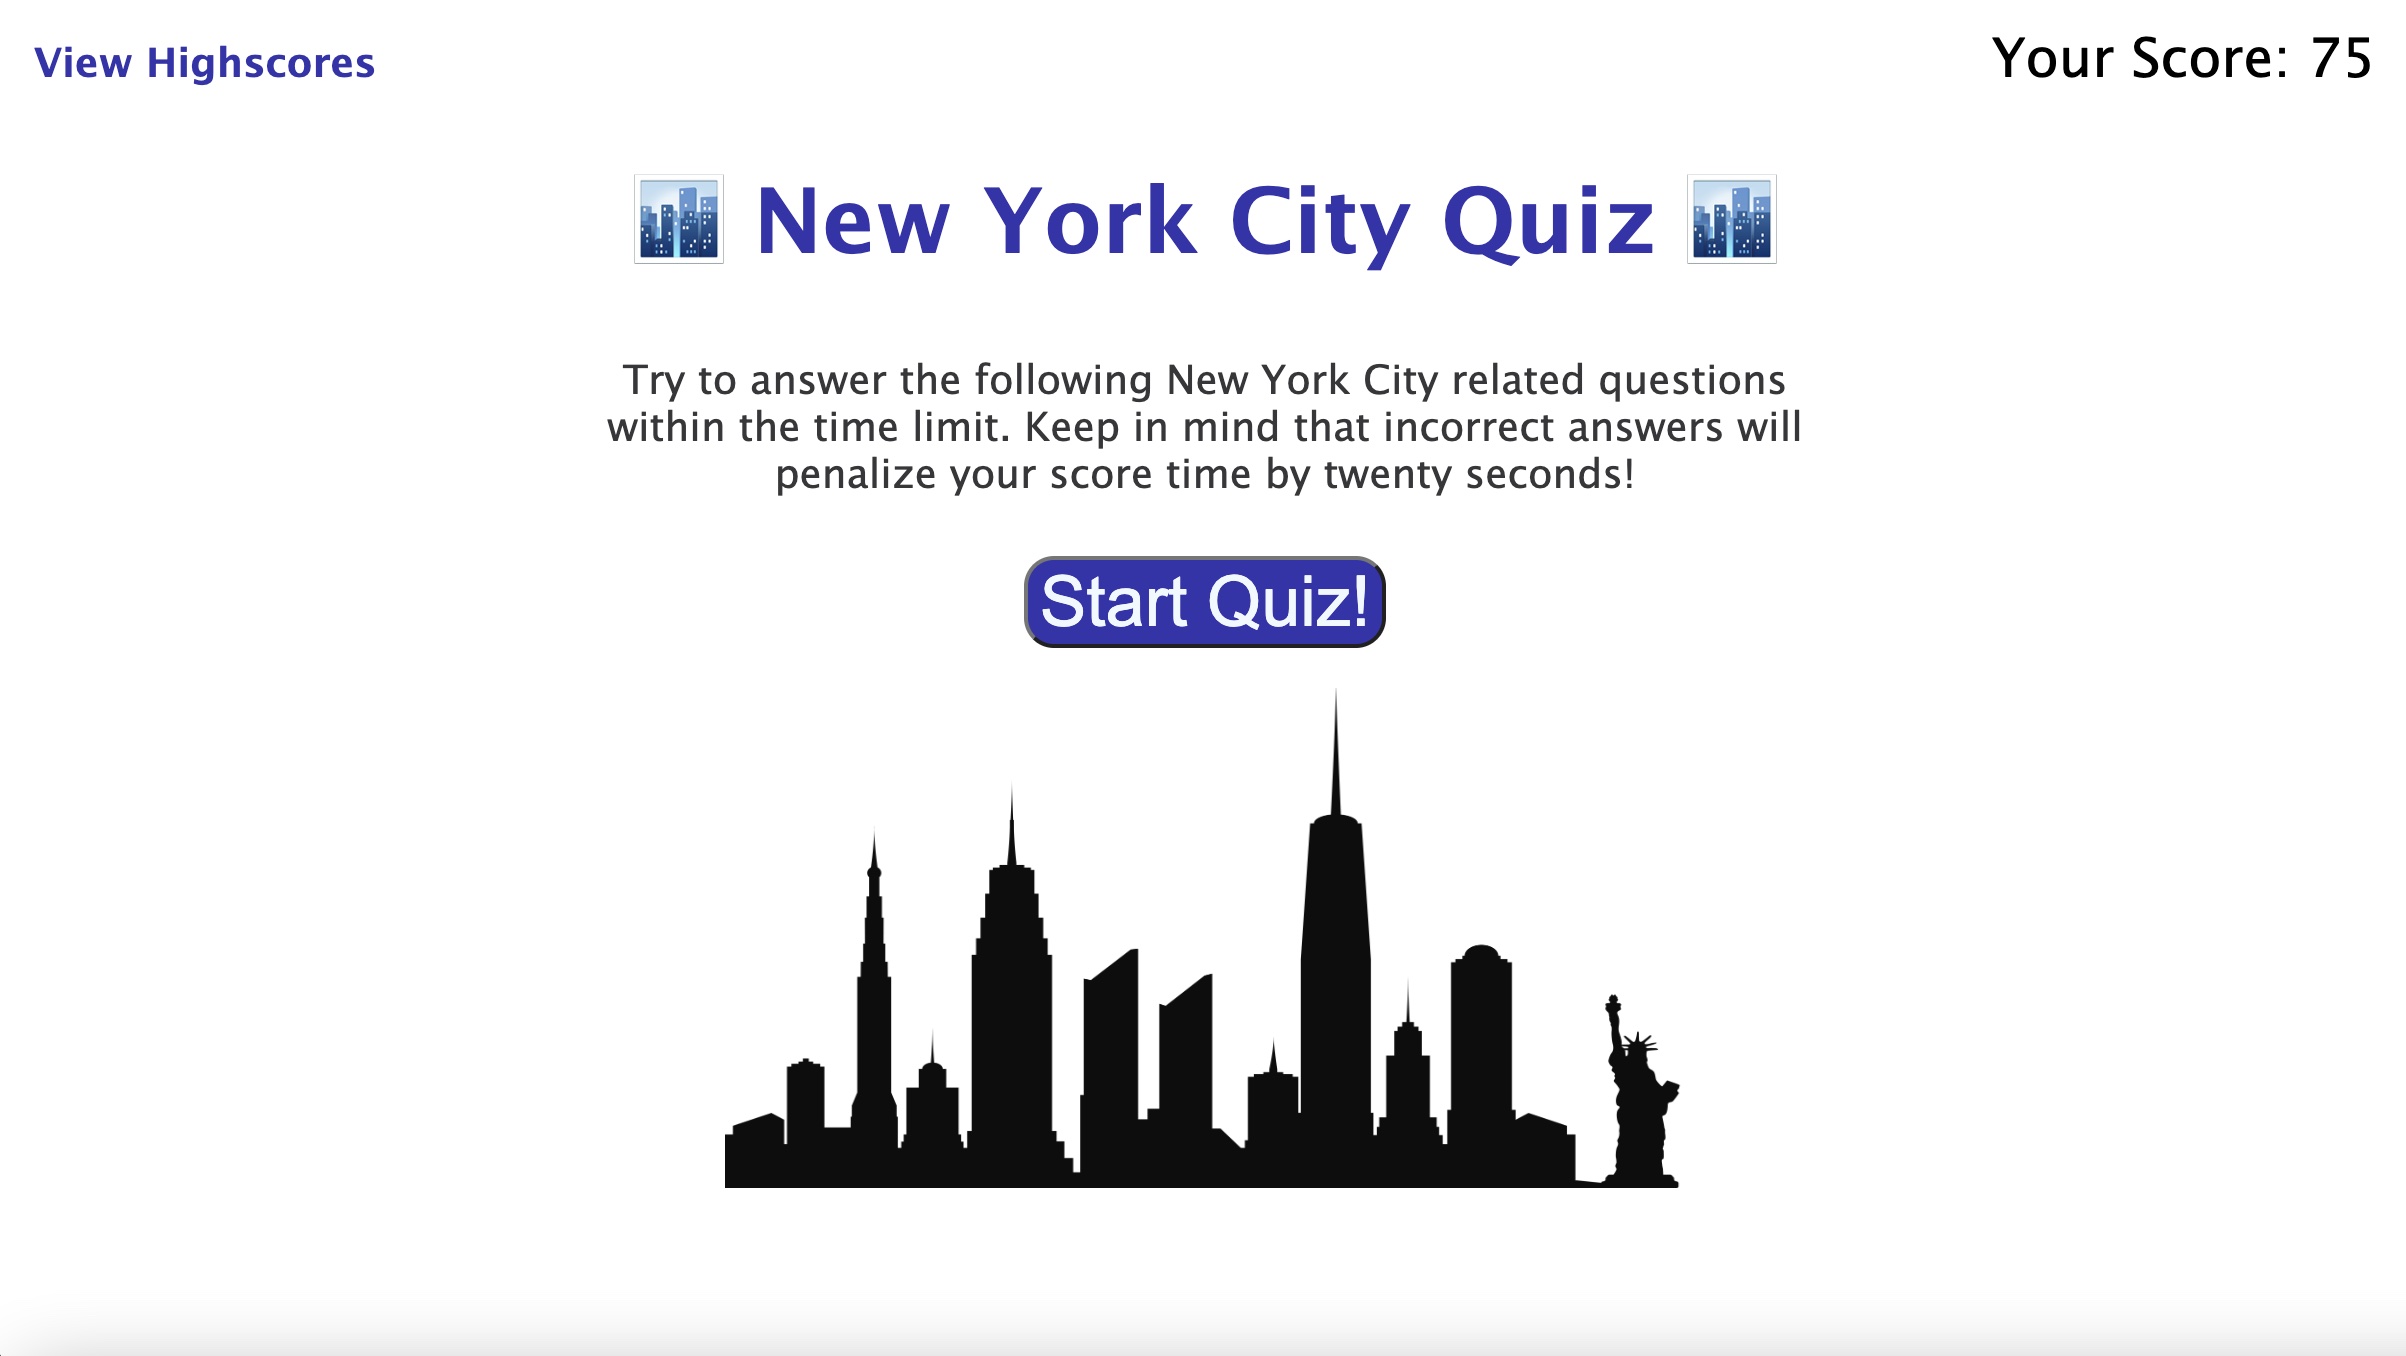 View Highscores
Your Score: 75
New York City Quiz
Try to answer the following New York City related questions
within the time limit. Keep in mind that incorrect answers will
penalize your score time by twenty seconds!
Start Quiz!